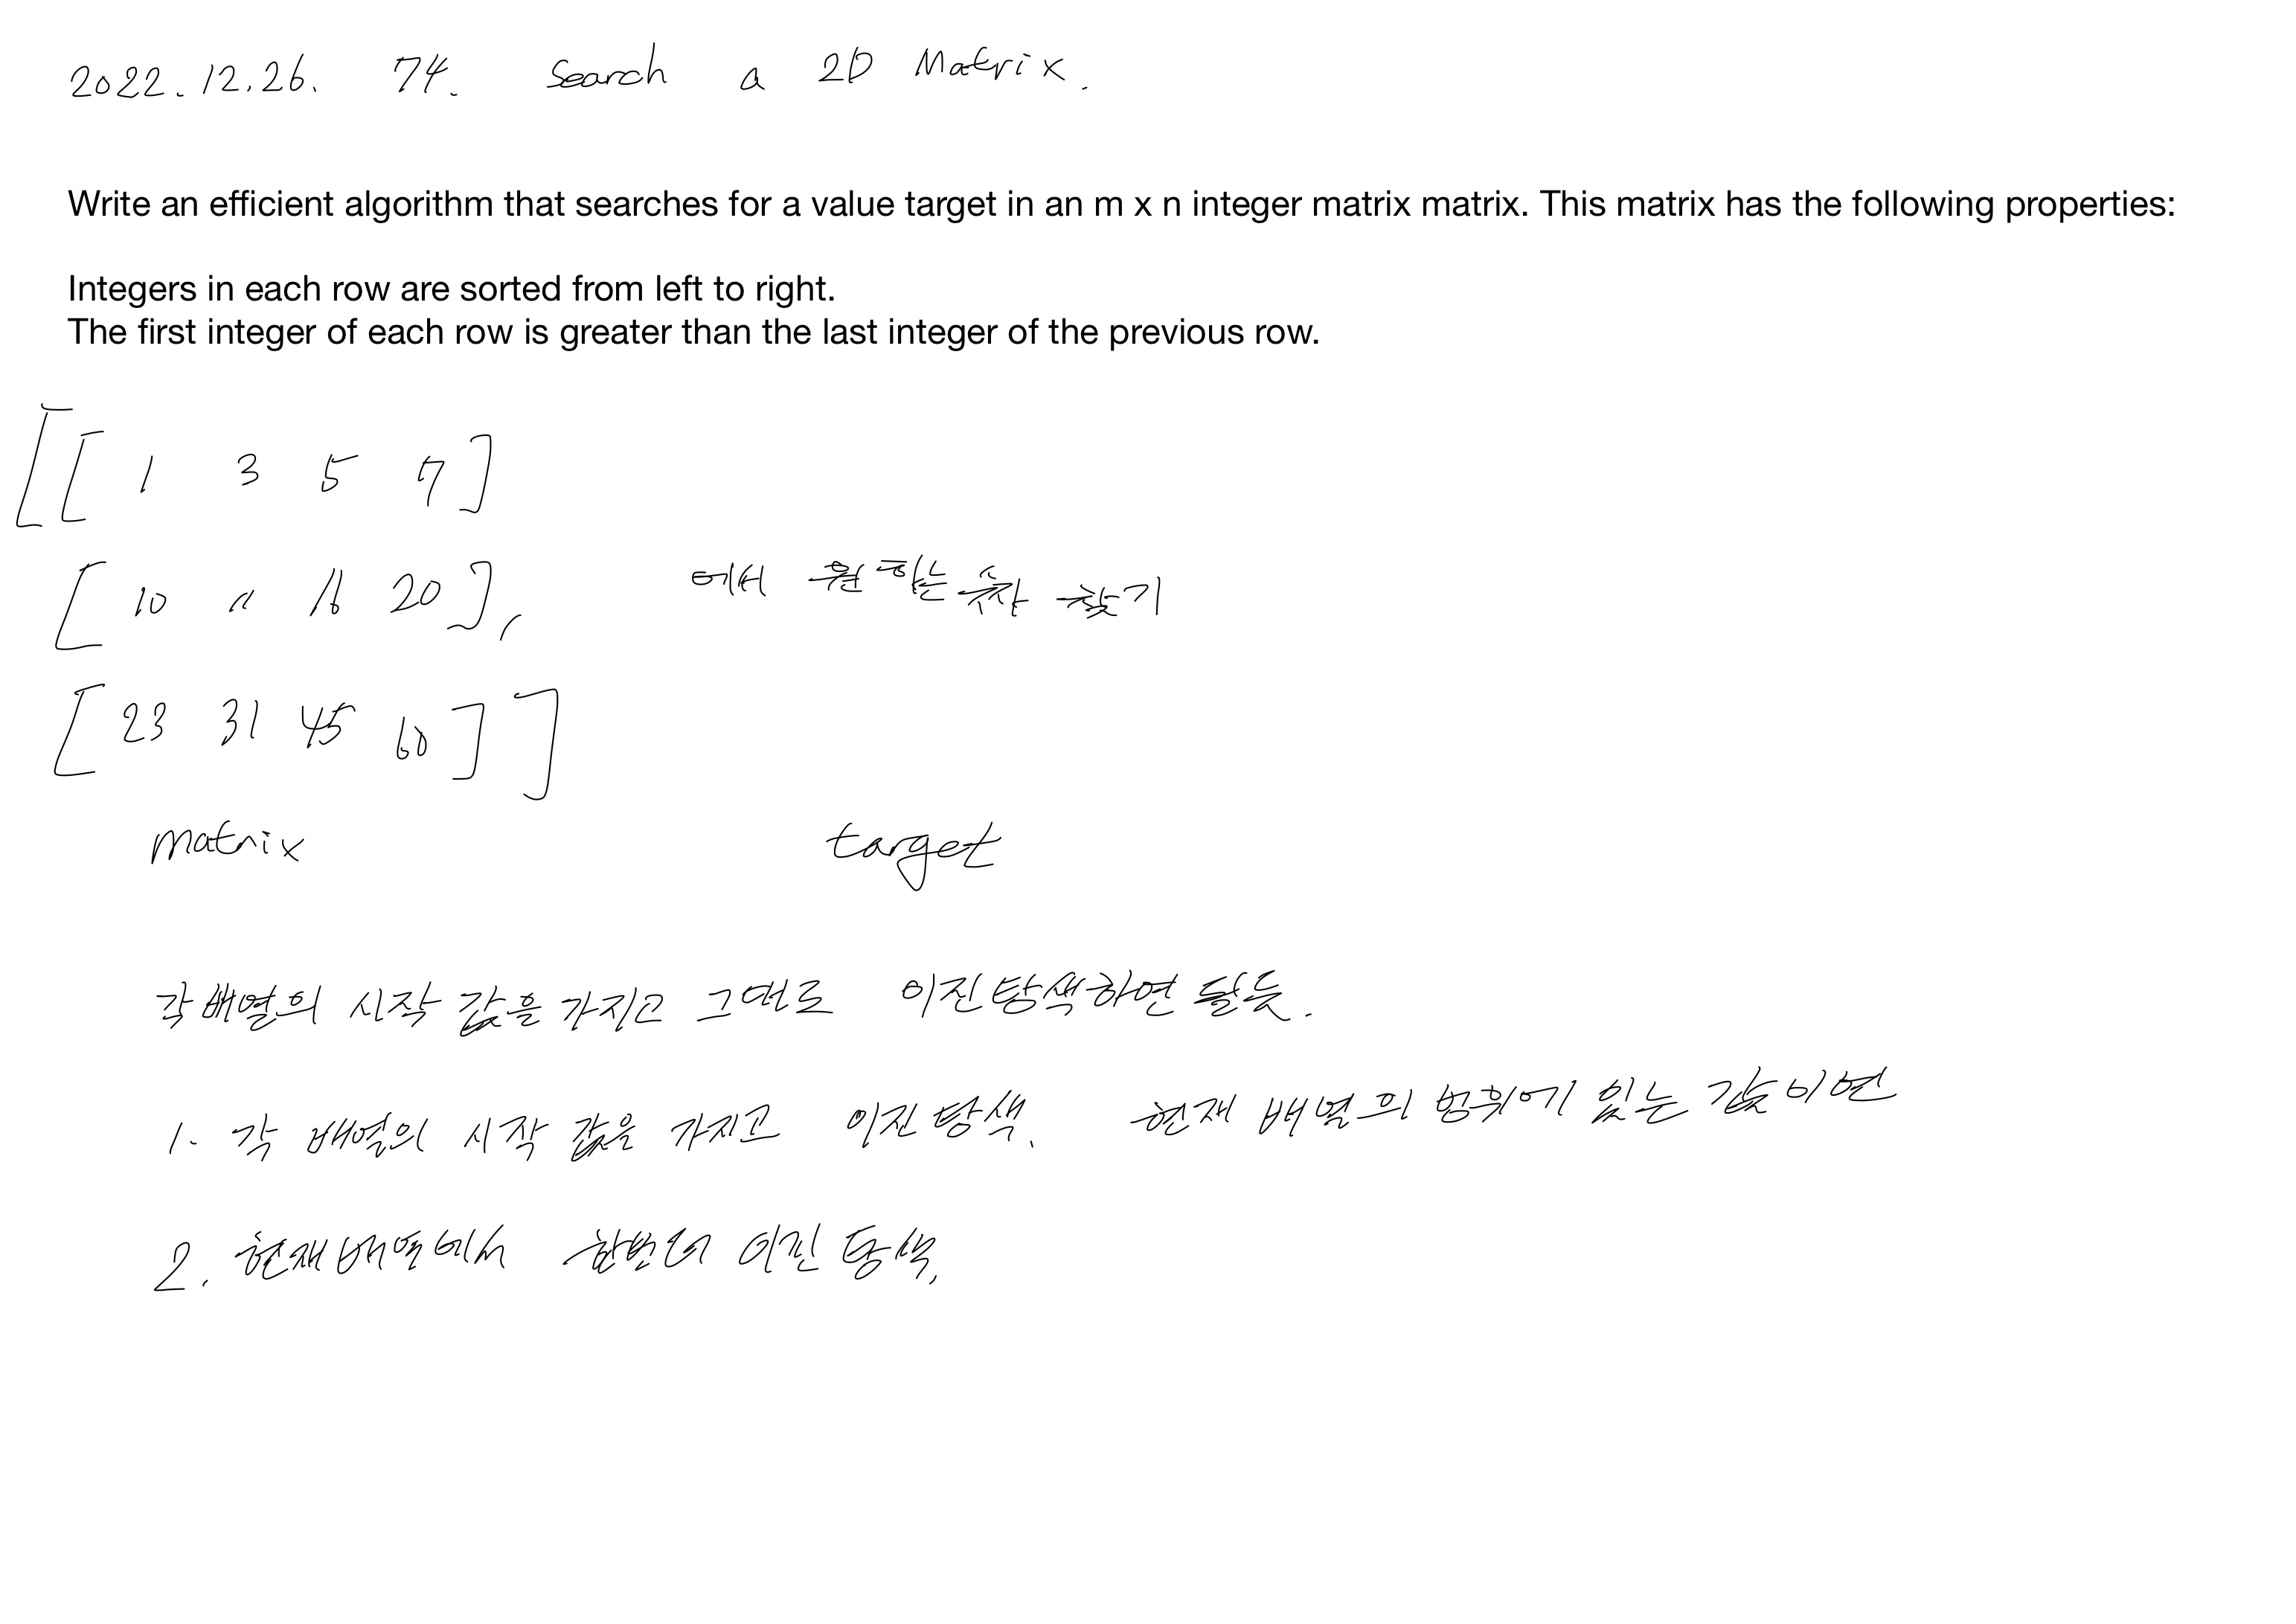 2022.12.26. 74. Search a 2D Matrix.
Write an efficient algorithm that searches for a value target in an m x n integer matrix matrix. This matrix has the following properties:
Integers in each row are sorted from left to right.
The first integer of each row is greater than the last integer of the previous row.
[[ 1 3 5 7 ]
[ 10 11 16 20 ], 에서 원하는 숫자 찾기
[ 23 31 45 60 ] ]
matrix target
각 배열의 시작 값을 가지고 그대로 이진탐색하면 될듯.
1. 각 배열의 시작 값을 가지고 이진탐색. 현재 배열의 범위에 있는 값이면
2. 현재 배열에서 한번더 이진탐색.